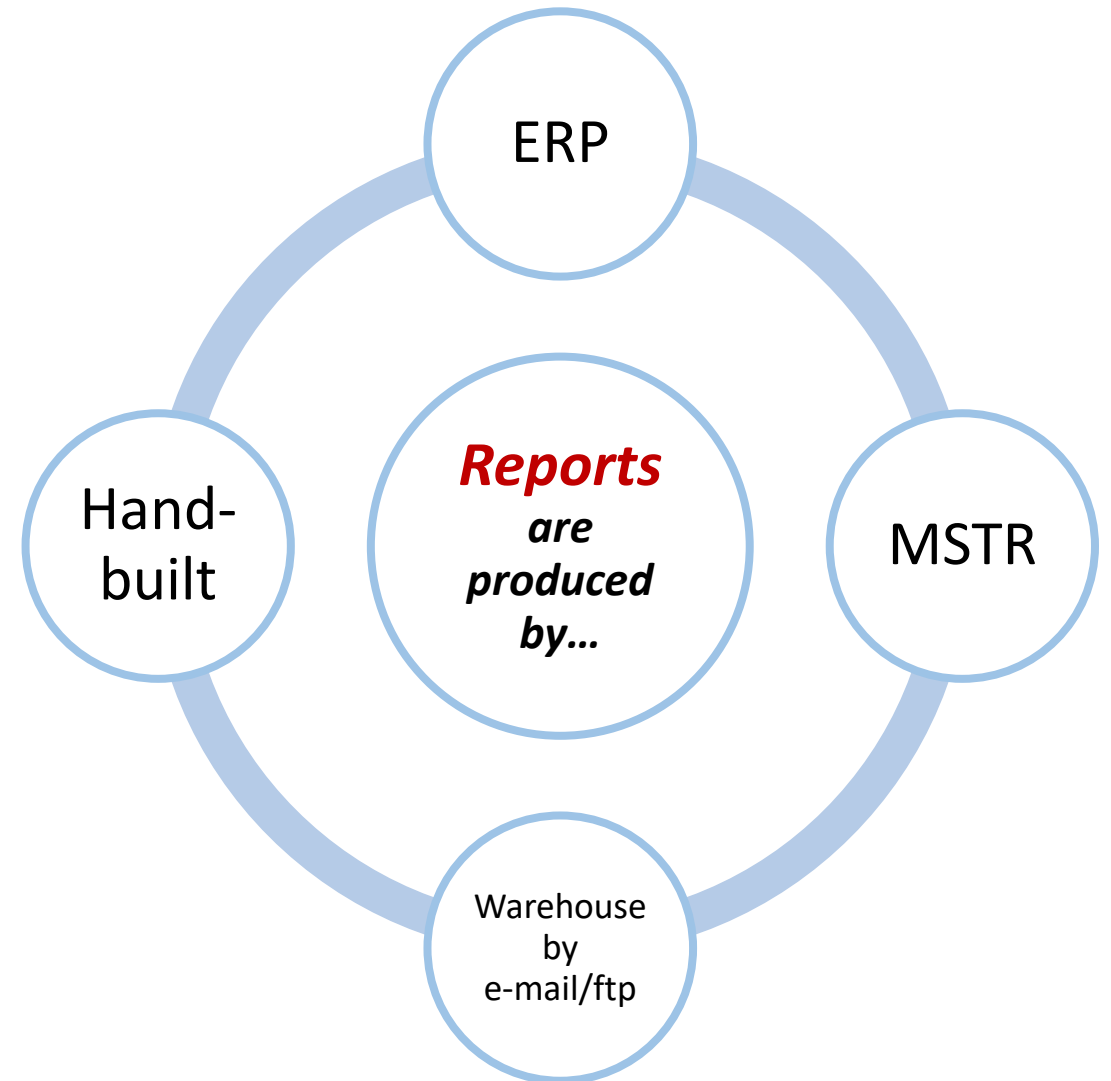 ERP
Hand-
built
Reports
are
produced
by…
MSTR
Warehouse
by
e-mail/ftp